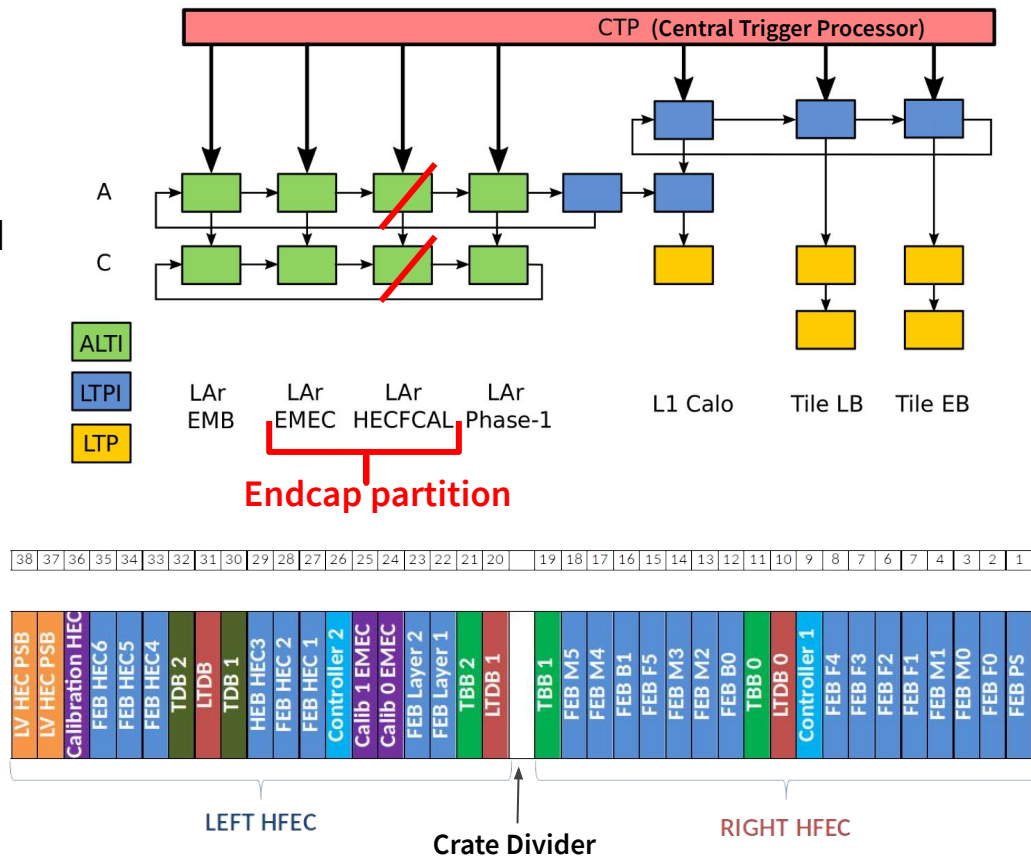 CTP (Central Trigger Processor)
A
C
ALTI
LTPI
LTP
LAr
EMB
LAr
EMEC
LAr
HECFCAL
LAr
Phase-1
L1 Calo
Tile LB
Tile EB
Endcap partition
38 37 36 35 34 33 32 31 30 29 28 27 26 25 24 23 22 21 20 19 18 17 16 15 14 13 12 11 10 9 8 7 6 7 4 3 2 1
LV HEC PSB
LV HEC PSB
Calibration HEC
FEB HEC6
FEB HEC5
FEB HEC4
TDB 2
LTDB
TDB 1
HEB HEC3
FEB HEC 2
FEB HEC 1
Controller 2
Calib 1 EMEC
Calib 0 EMEC
FEB Layer 2
FEB Layer 1
TBB 2
LTDB 1
TBB 1
FEB M5
FEB M4
FEB B1
FEB F5
FEB M3
FEB M2
FEB B0
TBB 0
LTDB 0
Controller 1
FEB F4
FEB F3
FEB F2
FEB F1
FEB M1
FEB M0
FEB F0
FEB PS
LEFT HFEC
Crate Divider
RIGHT HFEC